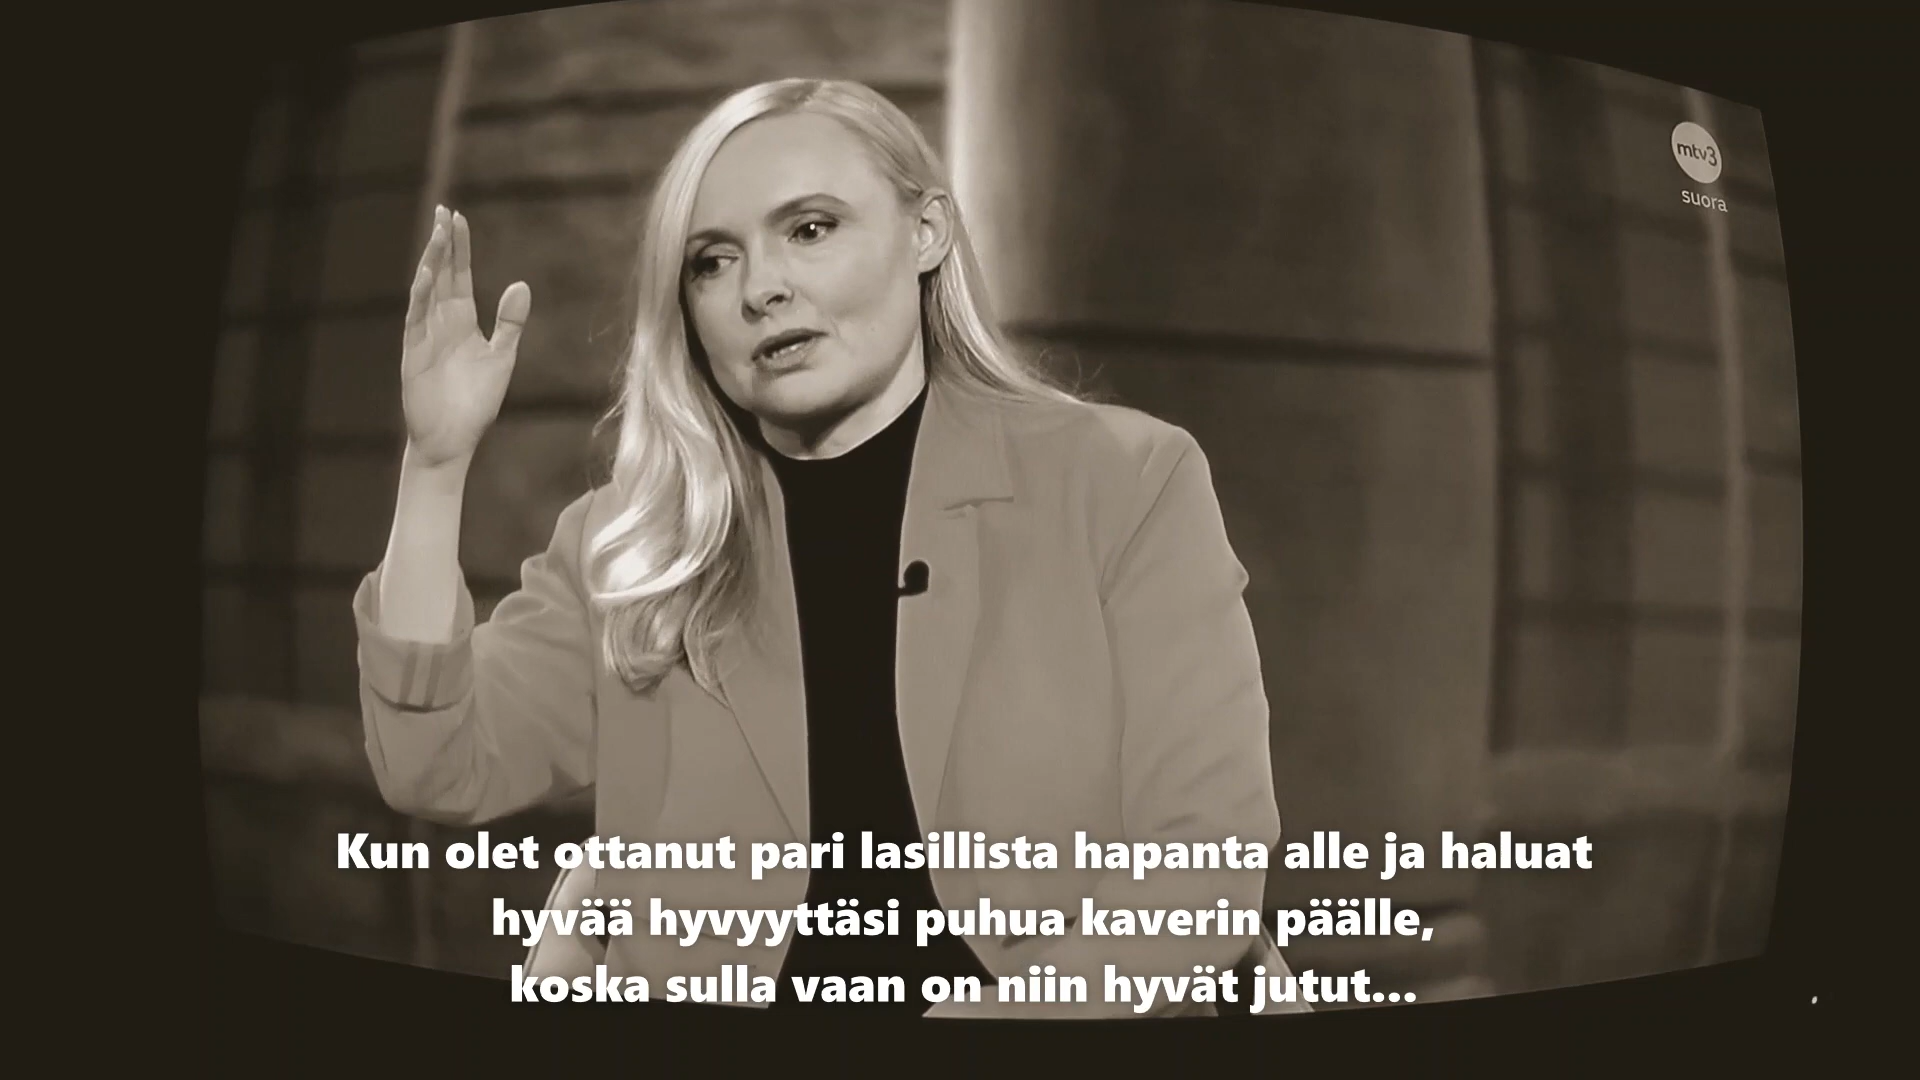 mtv3
suora
Kun olet ottanut pari lasillista hapanta alle ja haluat
hyvää hyvyyttäsi puhua kaverin päälle,
koska sulla vaan on niin hyvät jutut...